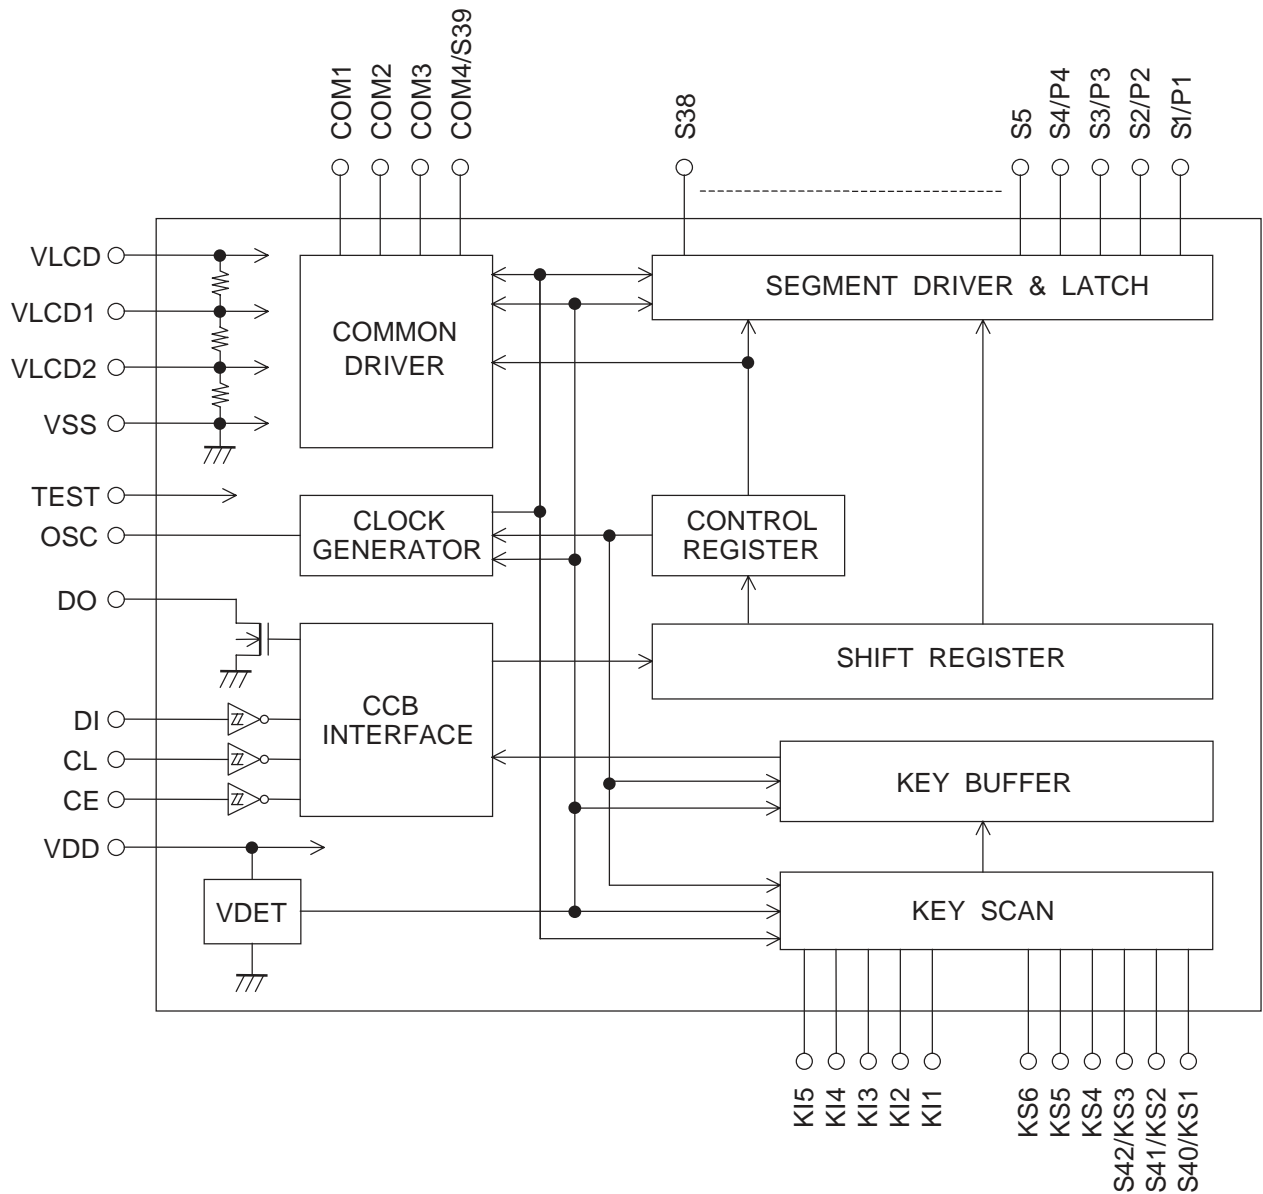 COM1
COM2
COM3
COM4/S39
S38
S5
S4/P4
S3/P3
S2/P2
S1/P1
VLCD
VLCD1
VLCD2
VSS
TEST
OSC
DO
DI
CL
CE
VDD
COMMON
DRIVER
SEGMENT DRIVER & LATCH
CLOCK
GENERATOR
CONTROL
REGISTER
CCB
INTERFACE
SHIFT REGISTER
KEY BUFFER
VDET
KEY SCAN
KI5
KI4
KI3
KI2
KI1
KS6
KS5
KS4
S42/KS3
S41/KS2
S40/KS1